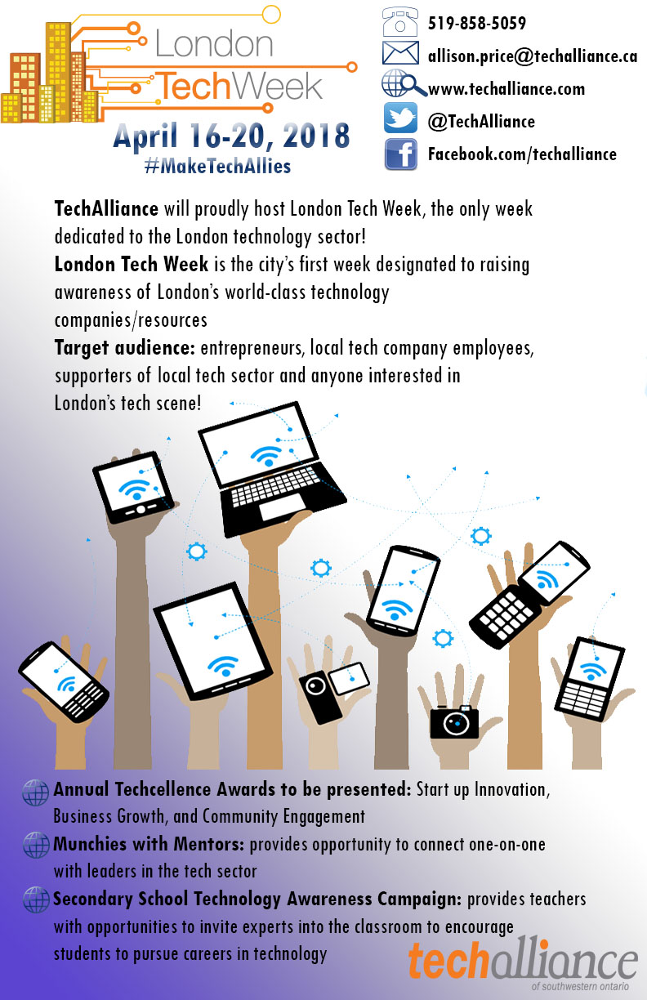 London
TechWeek
April 16-20, 2018
#MakeTechAllies
519-858-5059
allison.price@techalliance.ca
www.techalliance.com
@TechAlliance
f
Facebook.com/techalliance
TechAlliance will proudly host London Tech Week, the only week
dedicated to the London technology sector!
London Tech Week is the city's first week designated to raising
awareness of London's world-class technology
companies/resources
Target audience: entrepreneurs, local tech company employees,
supporters of local tech sector and anyone interested in
London's tech scene!
Annual Techcellence Awards to be presented: Start up Innovation,
Business Growth, and Community Engagement
Munchies with Mentors: provides opportunity to connect one-on-one
with leaders in the tech sector
Secondary School Technology Awareness Campaign: provides teachers
with opportunities to invite experts into the classroom to encourage
students to pursue careers in technology
techalliance
of southwestern ontario